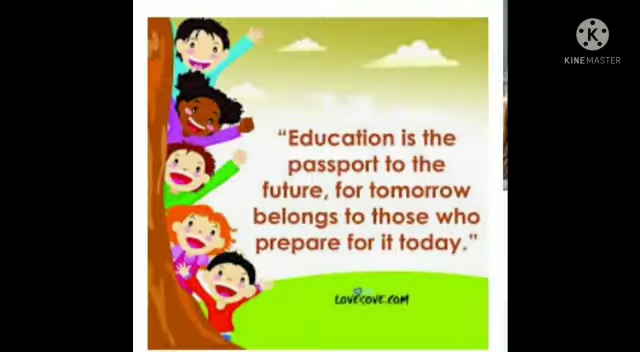 KINEMASTER
“Education is the
passport to the
future, for tomorrow
belongs to those who
prepare for it today.”
LOVESOVE.COM